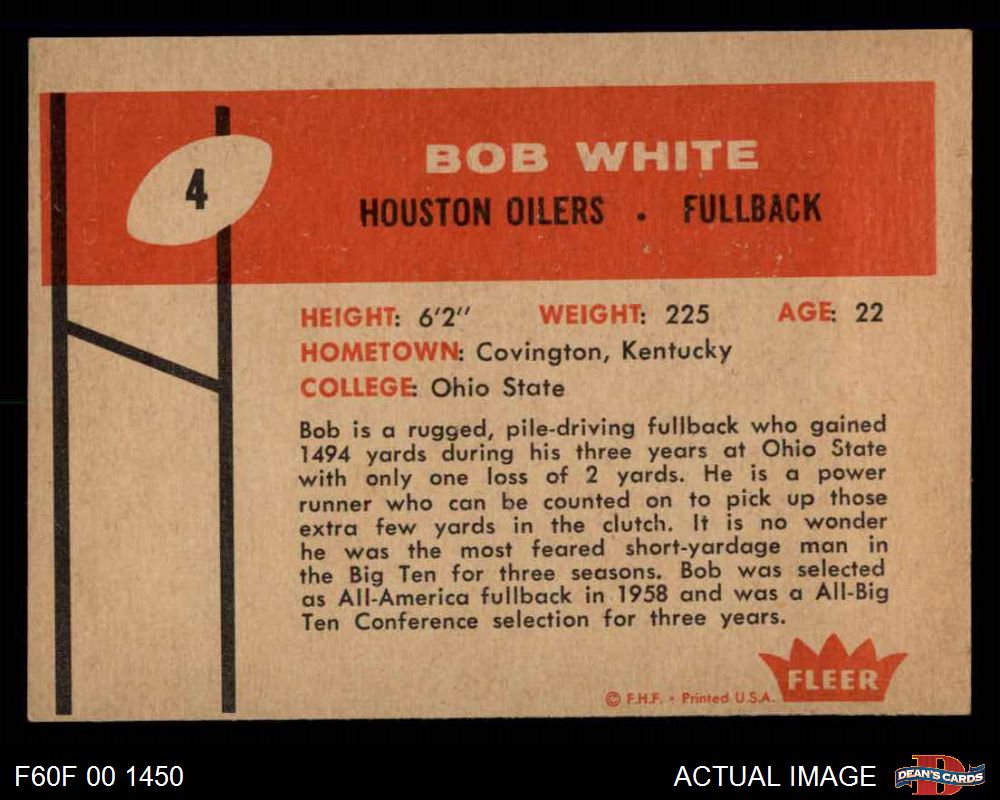 4
BOB WHITE
HOUSTON OILERS • FULLBACK
HEIGHT: 6'2" WEIGHT: 225 AGE: 22
HOMETOWN: Covington, Kentucky
COLLEGE: Ohio State
Bob is a rugged, pile-driving fullback who gained
1494 yards during his three years at Ohio State
with only one loss of 2 yards. He is a power
runner who can be counted on to pick up those
extra few yards in the clutch. It is no wonder
he was the most feared short-yardage man in
the Big Ten for three seasons. Bob was selected
as All-America fullback in 1958 and was a All-Big
Ten Conference selection for three years.
FLEER
© F.H.F. • Printed U.S.A.
F60F 00 1450
ACTUAL IMAGE
D
DEAN'S CARDS